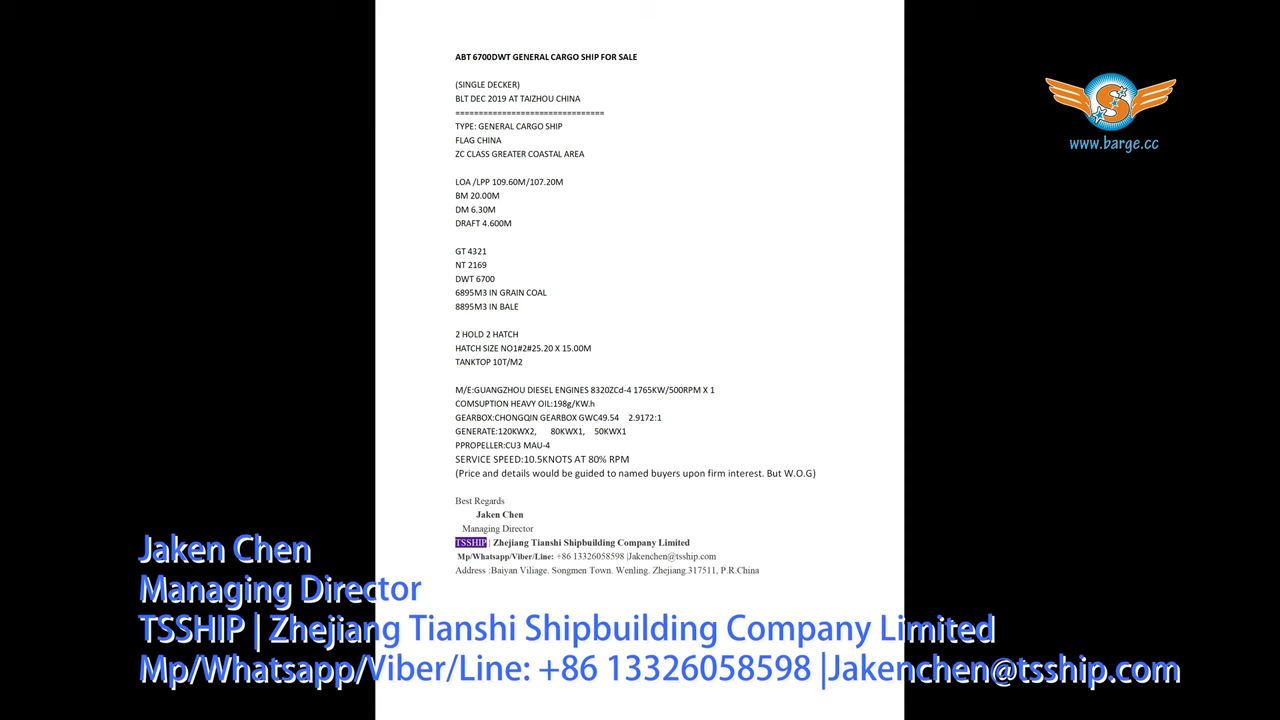 ABT 6700DWT GENERAL CARGO SHIP FOR SALE
(SINGLE DECKER)
BLT DEC 2019 AT TAIZHOU CHINA
================================
TYPE: GENERAL CARGO SHIP
FLAG CHINA
ZC CLASS GREATER COASTAL AREA
LOA /LPP 109.60M/107.20M
BM 20.00M
DM 6.30M
DRAFT 4.600M
GT 4321
NT 2169
DWT 6700
6895M3 IN GRAIN COAL
8895M3 IN BALE
2 HOLD 2 HATCH
HATCH SIZE NO1#2#25.20 X 15.00M
TANKTOP 10T/M2
M/E:GUANGZHOU DIESEL ENGINES 8320ZCd-4 1765KW/500RPM X 1
COMSUPTION HEAVY OIL:198g/KW.h
GEARBOX:CHONGQIN GEARBOX GWC49.54 2.9172:1
GENERATE:120KWX2, 80KWX1, 50KWX1
PPROPELLER:CU3 MAU-4
SERVICE SPEED:10.5KNOTS AT 80% RPM
(Price and details would be guided to named buyers upon firm interest. But W.O.G)
Best Regards
Jaken Chen
Managing Director
TSSHIP | Zhejiang Tianshi Shipbuilding Company Limited
Mp/Whatsapp/Viber/Line: +86 13326058598 |Jakenchen@tsship.com
Address :Baiyan Viliage. Songmen Town. Wenling. Zhejiang.317511, P.R.China
S
www.barge.cc
Jaken Chen
Managing Director
TSSHIP | Zhejiang Tianshi Shipbuilding Company Limited
Mp/Whatsapp/Viber/Line: +86 13326058598 |Jakenchen@tsship.com